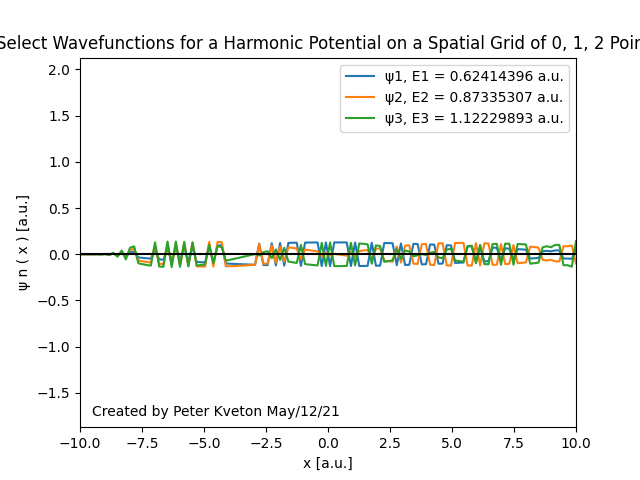 Select Wavefunctions for a Harmonic Potential on a Spatial Grid of 0, 1, 2 Poin
2.0
1.5
1.0
0.5
0.0
−0.5
−1.0
−1.5
ψ n ( x ) [a.u.]
ψ1, E1 = 0.62414396 a.u.
ψ2, E2 = 0.87335307 a.u.
ψ3, E3 = 1.12229893 a.u.
Created by Peter Kveton May/12/21
−10.0 −7.5 −5.0 −2.5 0.0 2.5 5.0 7.5 10.0
x [a.u.]